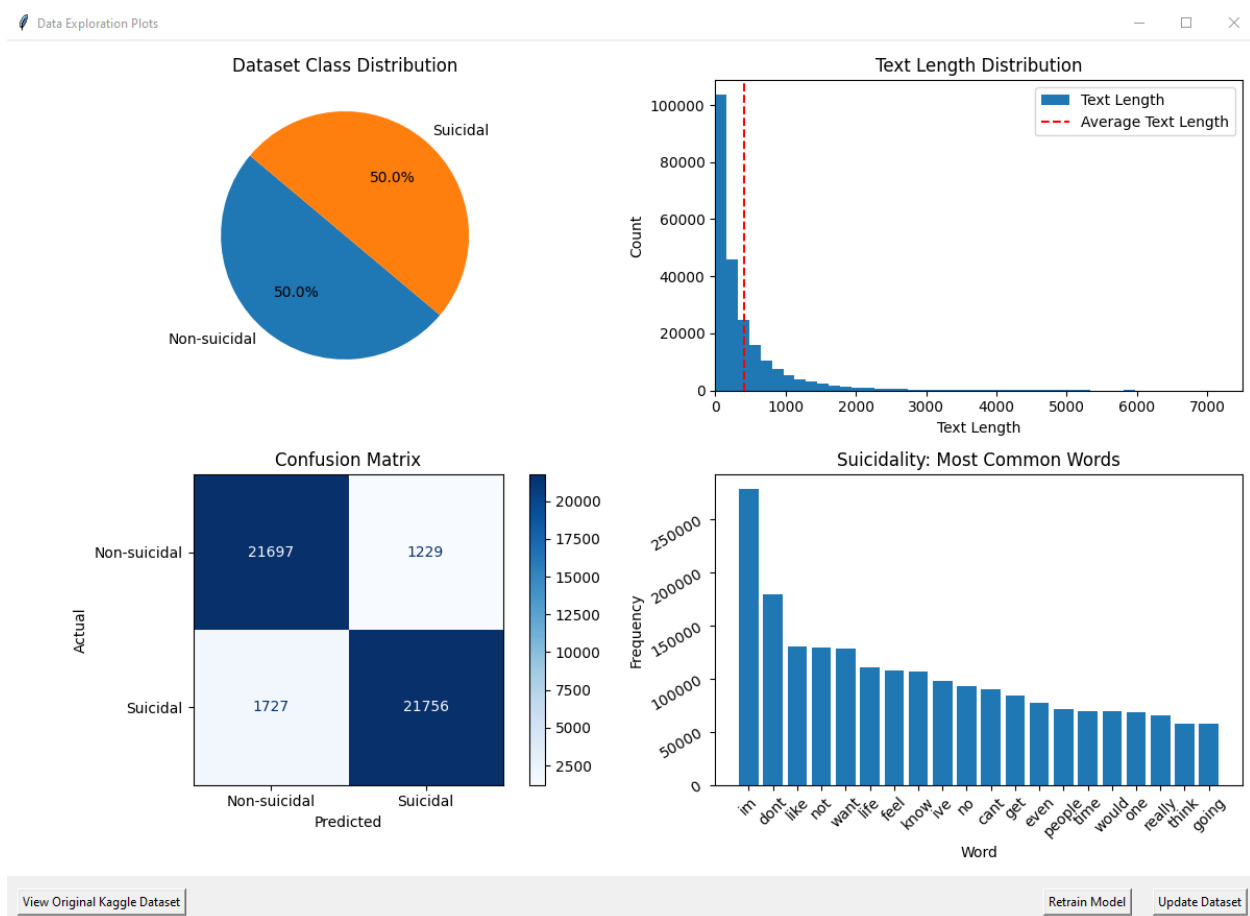 Data Exploration Plots
Dataset Class Distribution
Suicidal
50.0%
50.0%
Non-suicidal
Text Length Distribution
Text Length
Average Text Length
Count
100000
80000
60000
40000
20000
0
0 1000 2000 3000 4000 5000 6000 7000
Text Length
Confusion Matrix
Actual
Non-suicidal 21697 1229
Suicidal 1727 21756
Non-suicidal Suicidal
Predicted
20000
17500
15000
12500
10000
7500
5000
2500
Suicidality: Most Common Words
Frequency
250000
200000
150000
100000
50000
0
im dont like not want life feel know ive no cant get even people time would one really think going
Word
View Original Kaggle Dataset
Retrain Model
Update Dataset